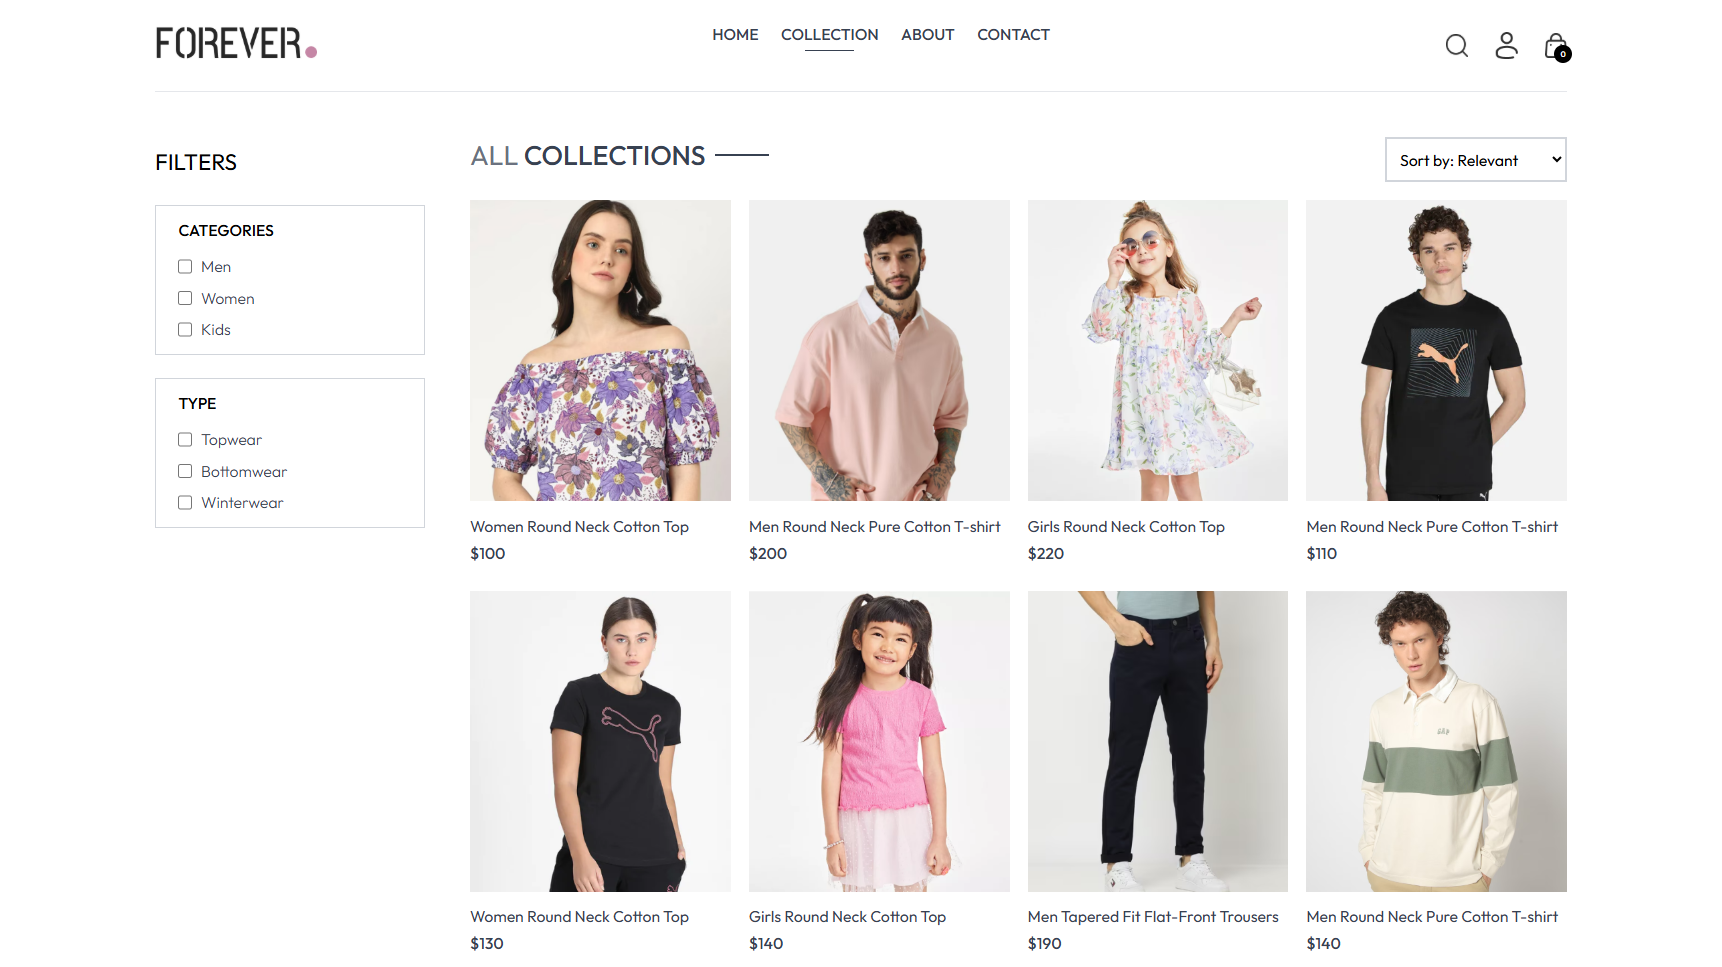 FOREVER.
HOME COLLECTION ABOUT CONTACT
0
FILTERS
CATEGORIES
Men
Women
Kids
TYPE
Topwear
Bottomwear
Winterwear
ALL COLLECTIONS
Sort by: Relevant
Women Round Neck Cotton Top
$100
Men Round Neck Pure Cotton T-shirt
$200
Girls Round Neck Cotton Top
$220
Men Round Neck Pure Cotton T-shirt
$110
GAP
Women Round Neck Cotton Top
$130
Girls Round Neck Cotton Top
$140
Men Tapered Fit Flat-Front Trousers
$190
Men Round Neck Pure Cotton T-shirt
$140